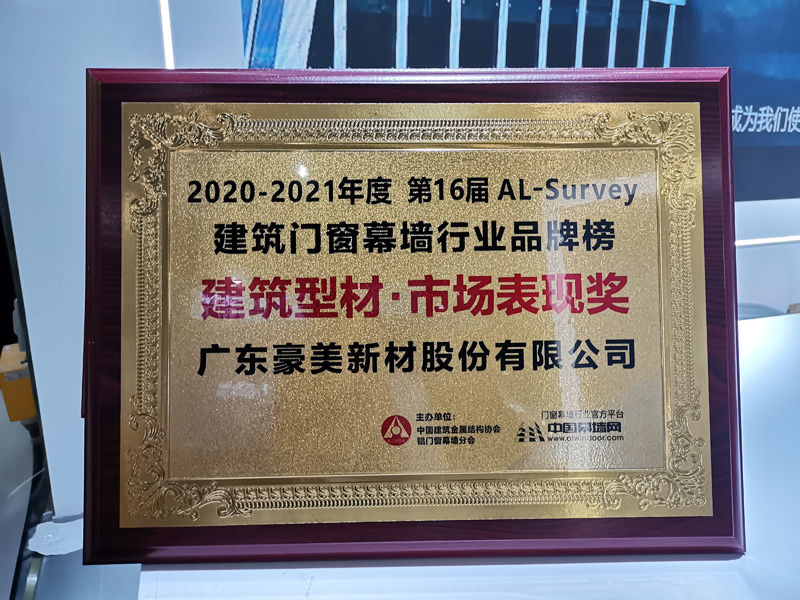 成为我们使
2020-2021年度 第16届 AL-Survey
建筑门窗幕墙行业品牌榜
建筑型材·市场表现奖
广东豪美新材股份有限公司
主办单位：
中国建筑金属结构协会
铝门窗幕墙分会
门窗幕墙行业官方平台
中国幕墙网
www.alwindoor.com